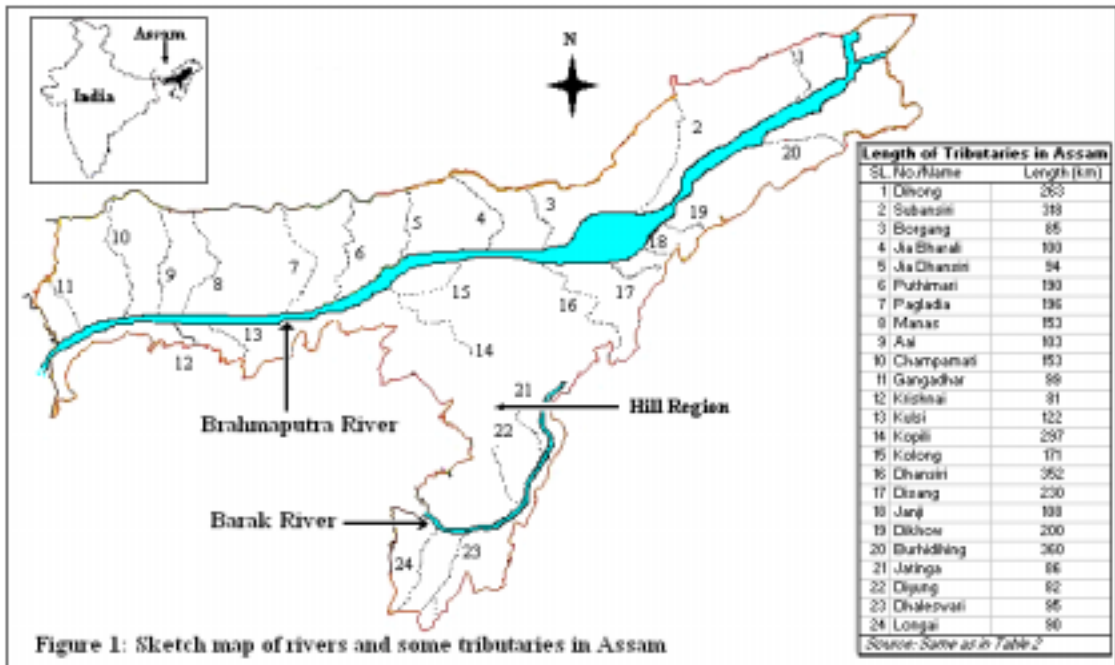 Assam
India
N
1
2
20
3
4
5
19
18
10
6
11
9
8
7
15
16
17
13
12
14
21
22
Hill Region
Brahmaputra River
Barak River
24
23
Figure 1: Sketch map of rivers and some tributaries in Assam
Length of Tributaries in Assam
SL.No./Name Length (km)
1 Dihong 263
2 Subansiri 318
3 Borgang 85
4 Jia Bharali
5 Jia Dhansiri 94
6 Puthimari 190
7 Pagladia 196
8 Manas 153
9 Aai
10 Champamati 153
11 Gangadhar 99
12 Krishnai 81
13 Kulsi 122
14 Kopili 297
15 Kolong 171
16 Dhansiri 352
17 Disang 230
18 Janji
19 Dikhow 200
20 Burhidihing 360
21 Jatinga 86
22 82
23 Dhaleswari 95
24 Longai 90
Source: Same as in Table 2